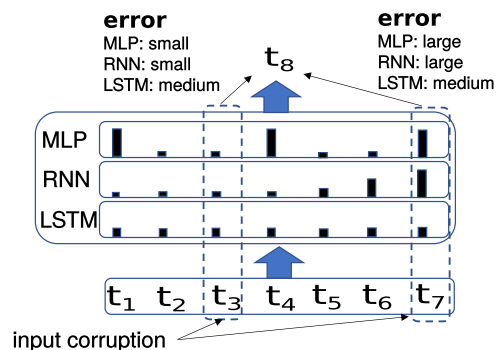 error
MLP: small
RNN: small
LSTM: medium
t8
error
MLP: large
RNN: large
LSTM: medium
MLP
RNN
LSTM
t1 t2 t3 t4 t5 t6 t7
input corruption